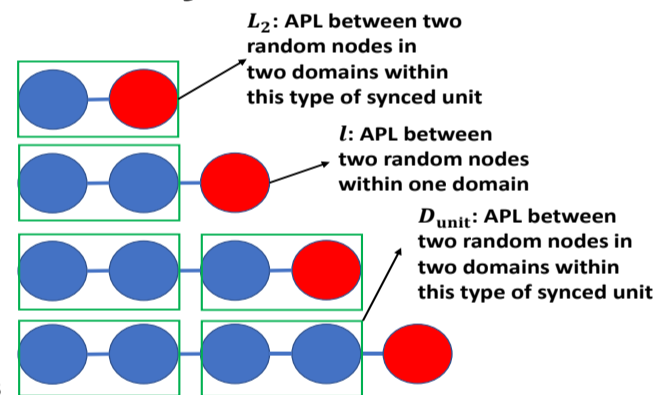 L₂: APL between two
random nodes in
two domains within
this type of synced unit
l: APL between
two random nodes
within one domain
D_unit: APL between
two random nodes in
two domains within
this type of synced unit